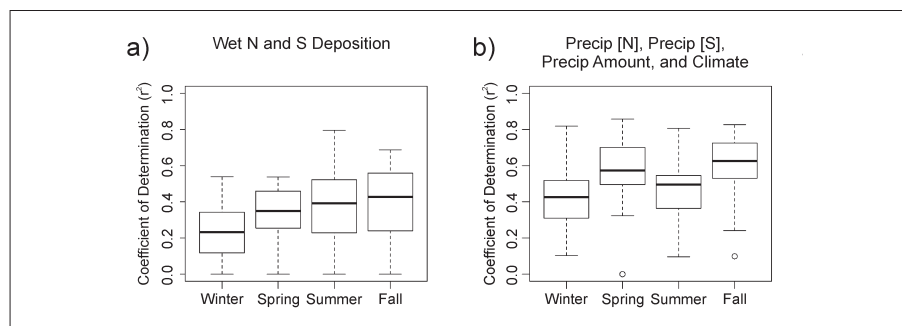 a)
Wet N and S Deposition
Coefficient of Determination (r²)
1.0
0.8
0.6
0.4
0.2
0.0
Winter Spring Summer Fall
b)
Precip [N], Precip [S],
Precip Amount, and Climate
Coefficient of Determination (r²)
1.0
0.8
0.6
0.4
0.2
0.0
Winter Spring Summer Fall